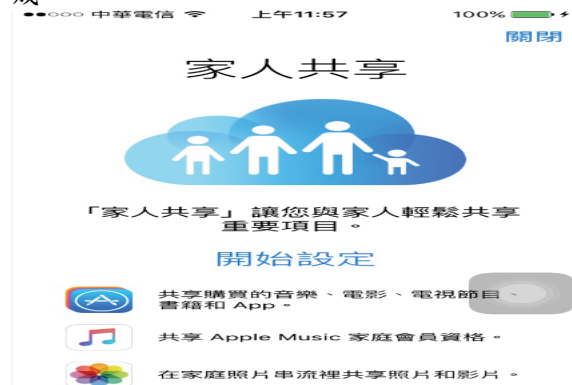 ●●○○○ 中華電信 上午11:57 100%
關閉
家人共享
「家人共享」讓您與家人輕鬆共享
重要項目。
開始設定
共享購買的音樂、電影、電視節目、
書籍和 App。
共享 Apple Music 家庭會員資格。
在家庭照片串流裡共享照片和影片。